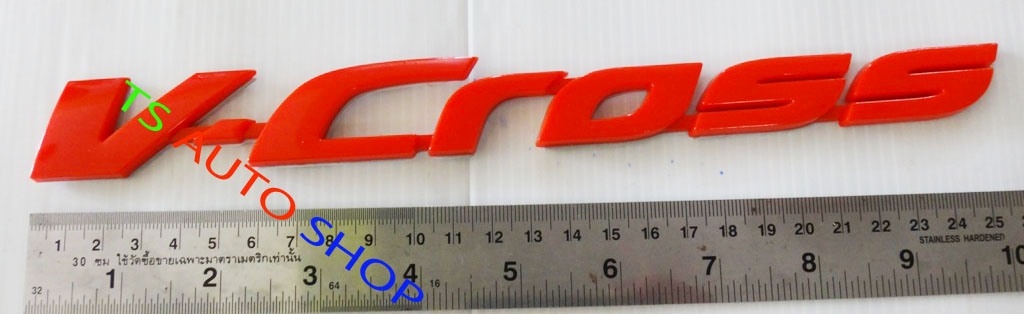 V-Cross
TS AUTO SHOP
1 2 3 4 5 6 7 8 9 10 11 12 13 14 15 16 17 18 19 20 21 22 23 24 25
30 ซม ใช้วัดซื้อขายเฉพาะมาตราเมตริกเท่านั้น
STAINLESS HARDENED
32 1 2 3 64 4 16 5 6 7 8 9 10